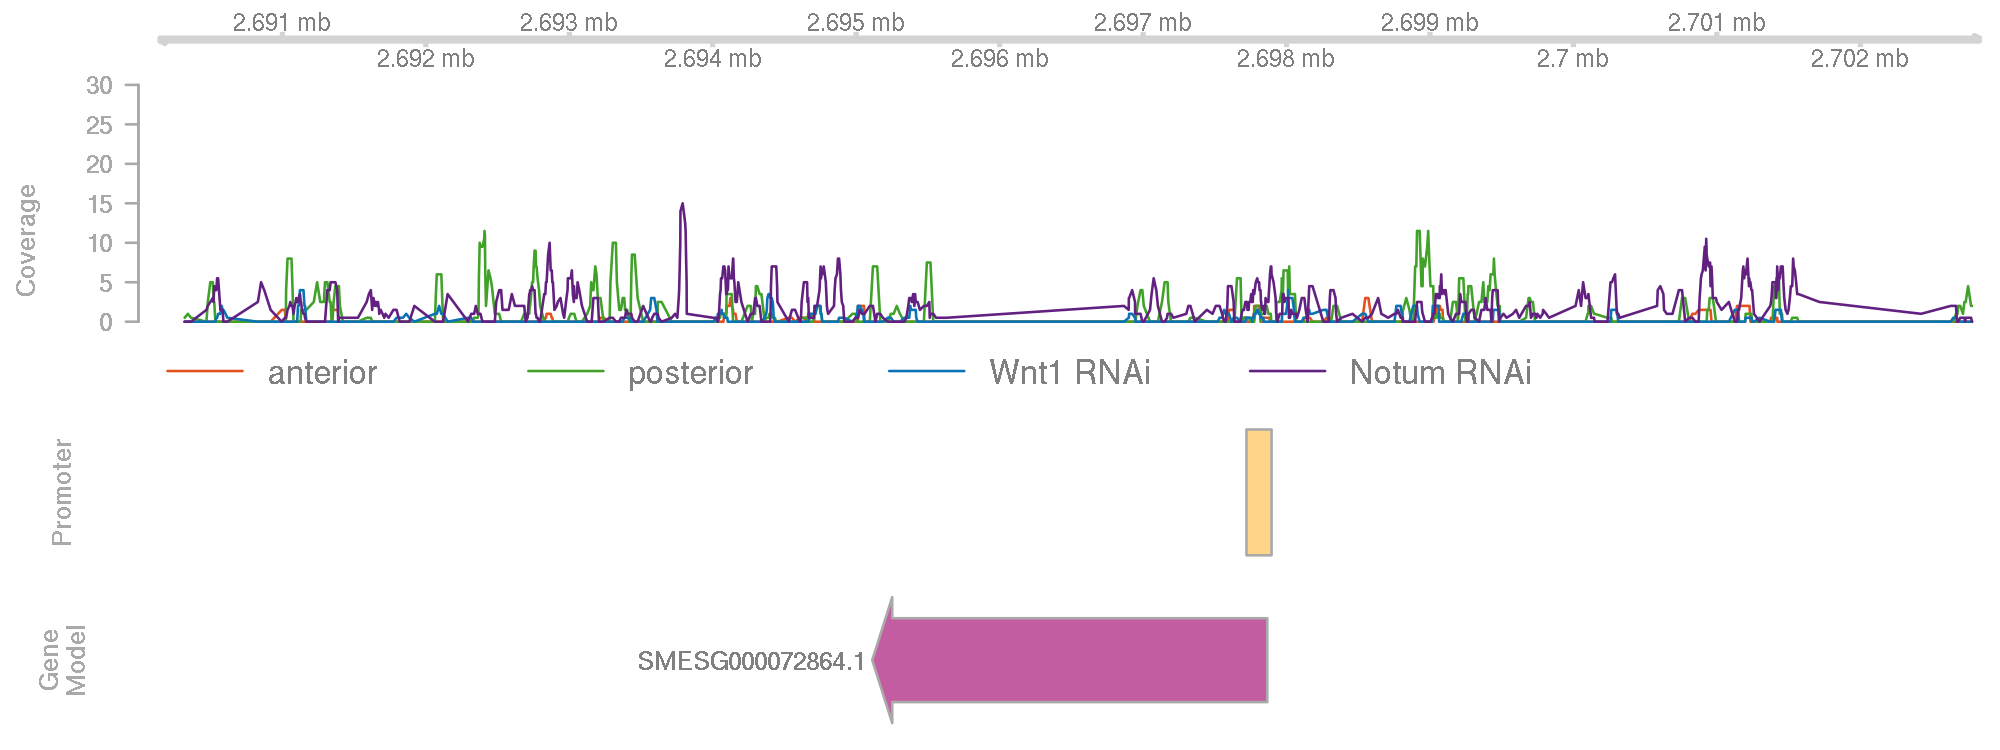 2.691 mb 2.693 mb 2.695 mb 2.697 mb 2.699 mb 2.701 mb
2.692 mb 2.694 mb 2.696 mb 2.698 mb 2.7 mb 2.702 mb
Coverage
30
25
20
15
10
5
0
anterior posterior Wnt1 RNAi Notum RNAi
Promoter
Gene
Model
SMESG000072864.1